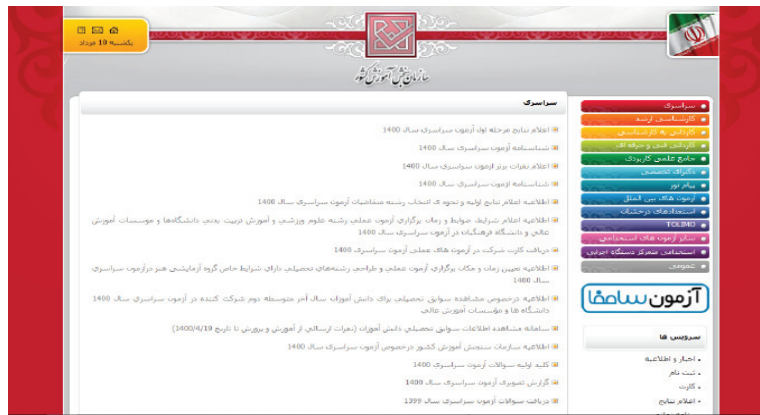 یکشنبه 10 مرداد
سازمان سنجش آموزش کشور
سراسری
کارشناسی ارشد
کاردانی به کارشناسی
کاردانی فنی و حرفه ای
جامع علمی کاربردی
دکترای تخصصی
پیام نور
آزمون های بین الملل
استعدادهای درخشان
TOLIMO
سایر آزمون های استخدامی
استخدامی متمرکز دستگاه اجرایی
عمومی
آزمون سامفا
سرویس ها
اخبار و اطلاعیه
ثبت نام
کارت
اعلام نتایج
سراسری
اعلام نتایج مرحله اول آزمون سراسری سال 1400
شناسنامه آزمون سراسری سال 1400
اعلام نفرات برتر آزمون سراسری سال 1400
شناسنامه آزمون سراسری سال 1400
اطلاعیه اعلام نتایج اولیه و نحوه ی انتخاب رشته متقاضیان آزمون سراسری سال 1400
اطلاعیه اعلام شرایط، ضوابط و زمان برگزاری آزمون عملی رشته علوم ورزشی و آموزش تربیت بدنی دانشگاهها و موسسات آموزش
عالی و دانشگاه فرهنگیان در آزمون سراسری سال 1400
دریافت کارت شرکت در آزمون های عملی آزمون سراسری 1400
اطلاعیه تعیین زمان و مکان برگزاری آزمون عملی و طراحی رشته‌های تحصیلی دارای شرایط خاص گروه آزمایشی هنر درآزمون سراسری
سال 1400
اطلاعیه درخصوص مشاهده سوابق تحصیلی برای دانش آموزان سال آخر متوسطه دوم شرکت کننده در آزمون سراسری سال 1400
دانشگاه ها و مؤسسات آموزش عالی
سامانه مشاهده اطلاعات سوابق تحصیلی دانش آموزان (نمرات ارسالی از آموزش و پرورش تا تاریخ 1400/4/19)
اطلاعیه سازمان سنجش آموزش کشور درخصوص آزمون سراسری سال 1400
کلید اولیه سوالات آزمون سراسری 1400
گزارش تصویری آزمون سراسری سال 1400
دریافت سوالات آزمون سراسری سال 1399